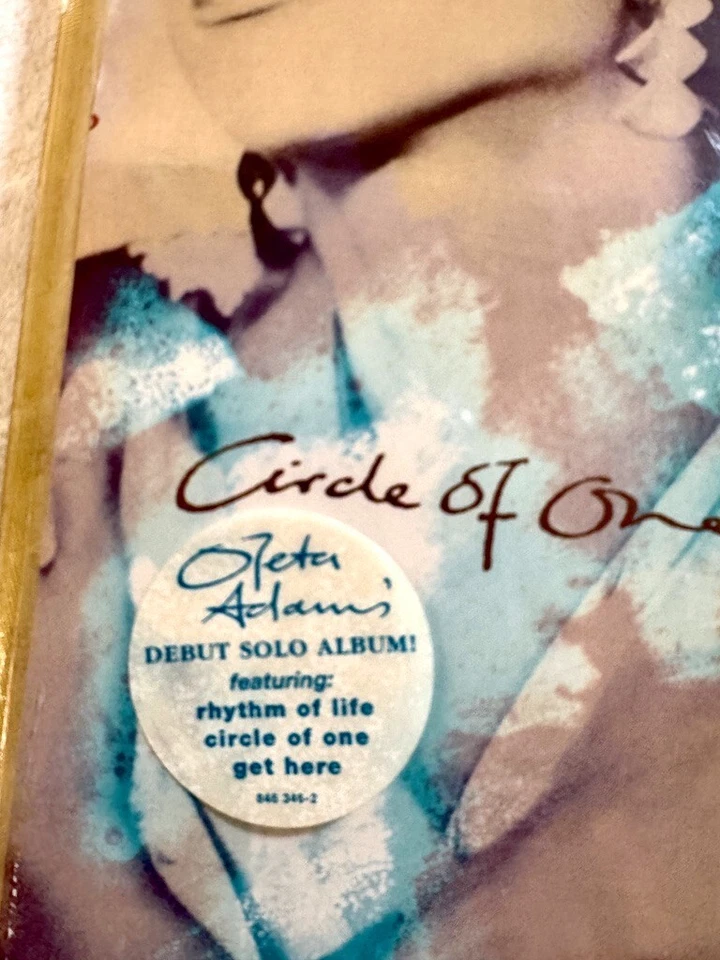 Circle of One
Oleta
Adams'
DEBUT SOLO ALBUM!
featuring:
rhythm of life
circle of one
get here
846 346-2